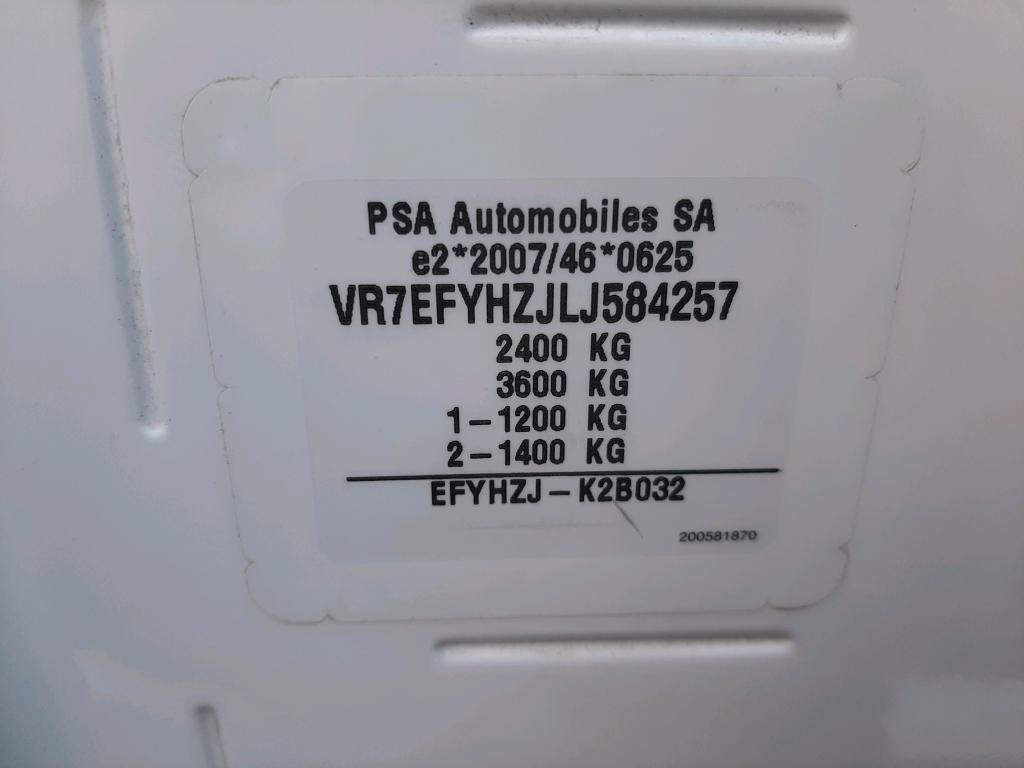 PSA Automobiles SA
e2*2007/46*0625
VR7EFYHZJLJ584257
2400 KG
3600 KG
1-1200 KG
2-1400 KG
EFYHZJ-K2B032
200581870